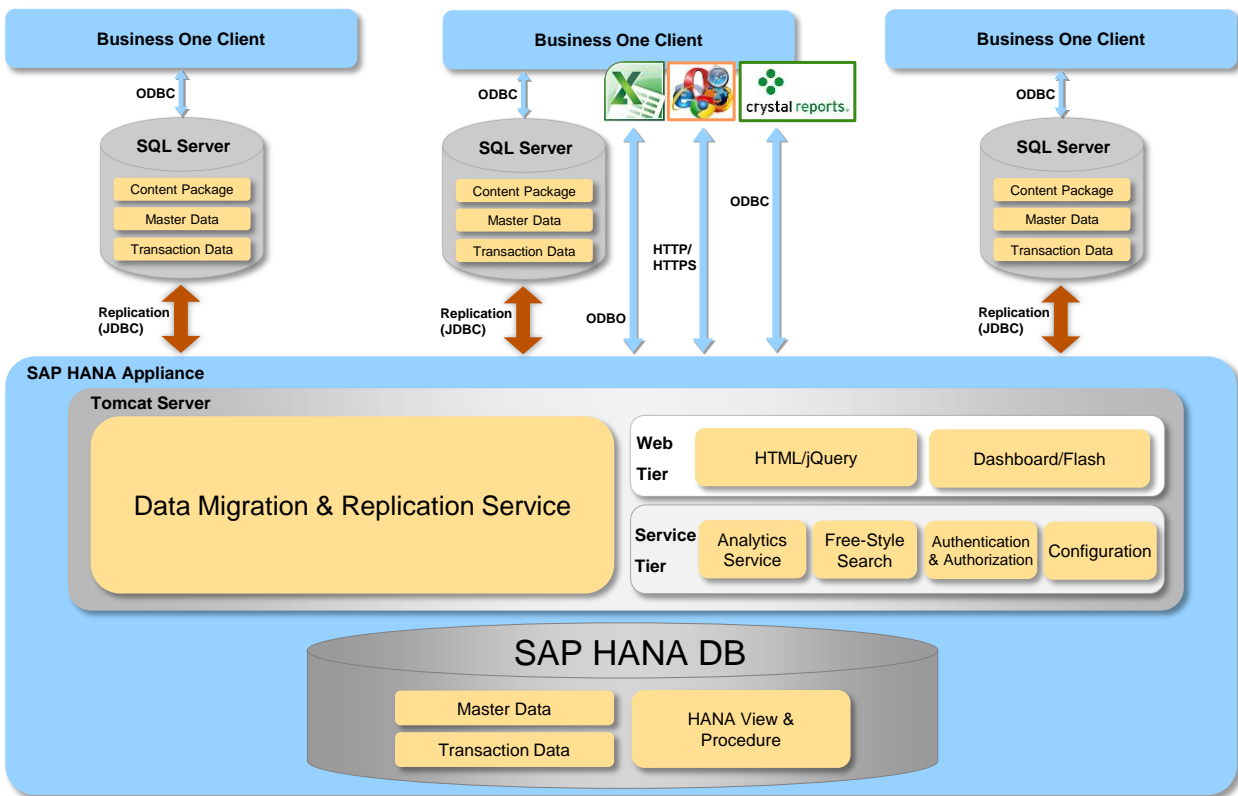 Business One Client
Business One Client
Business One Client
ODBC
ODBC
ODBC
crystal reports.
SQL Server
Content Package
Master Data
Transaction Data
SQL Server
Content Package
Master Data
Transaction Data
SQL Server
Content Package
Master Data
Transaction Data
ODBC
HTTP/
HTTPS
ODBO
Replication
(JDBC)
Replication
(JDBC)
Replication
(JDBC)
SAP HANA Appliance
Tomcat Server
Data Migration & Replication Service
Web
Tier
HTML/jQuery
Dashboard/Flash
Service
Tier
Analytics
Service
Free-Style
Search
Authentication
& Authorization
Configuration
SAP HANA DB
Master Data
Transaction Data
HANA View &
Procedure